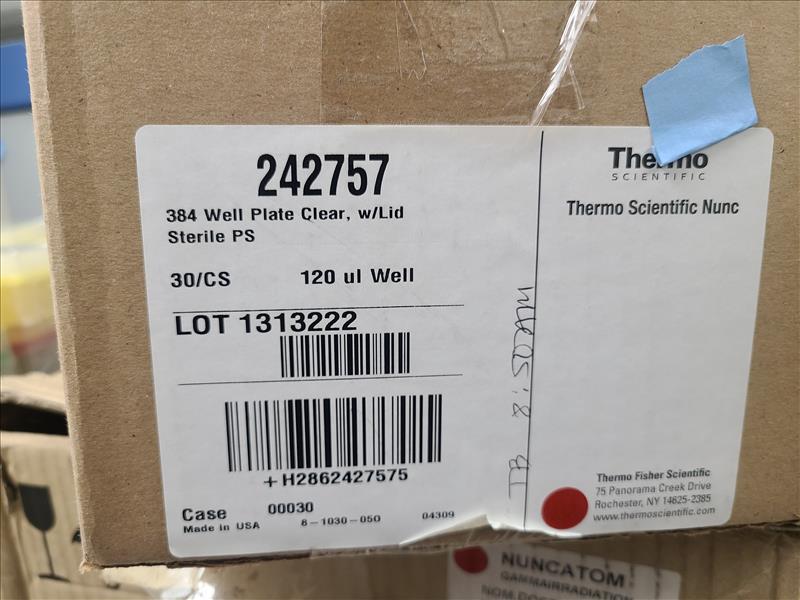 242757
384 Well Plate Clear, w/Lid
Sterile PS
30/CS 120 ul Well
LOT 1313222
+H2862427575
Case 00030
Made in USA 8-1030-050 04309
Thermo
SCIENTIFIC
Thermo Scientific Nunc
Thermo Fisher Scientific
75 Panorama Creek Drive
Rochester, NY 14625-2385
www.thermoscientific.com
NUNCATOM
GAMMAIRRADIATION